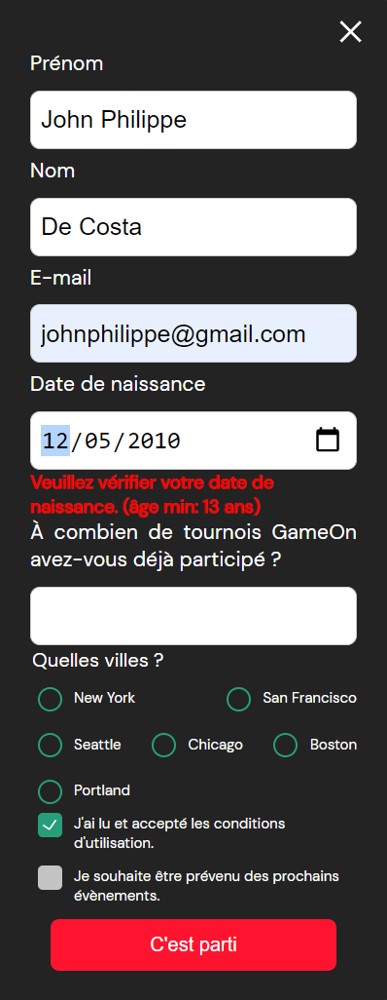 Prénom
John Philippe
Nom
De Costa
E-mail
johnphilippe@gmail.com
Date de naissance
12/05/2010
Veuillez vérifier votre date de
naissance. (âge min: 13 ans)
À combien de tournois GameOn
avez-vous déjà participé ?
Quelles villes ?
New York San Francisco
Seattle Chicago Boston
Portland
J'ai lu et accepté les conditions
d'utilisation.
Je souhaite être prévenu des prochains
évènements.
C'est parti